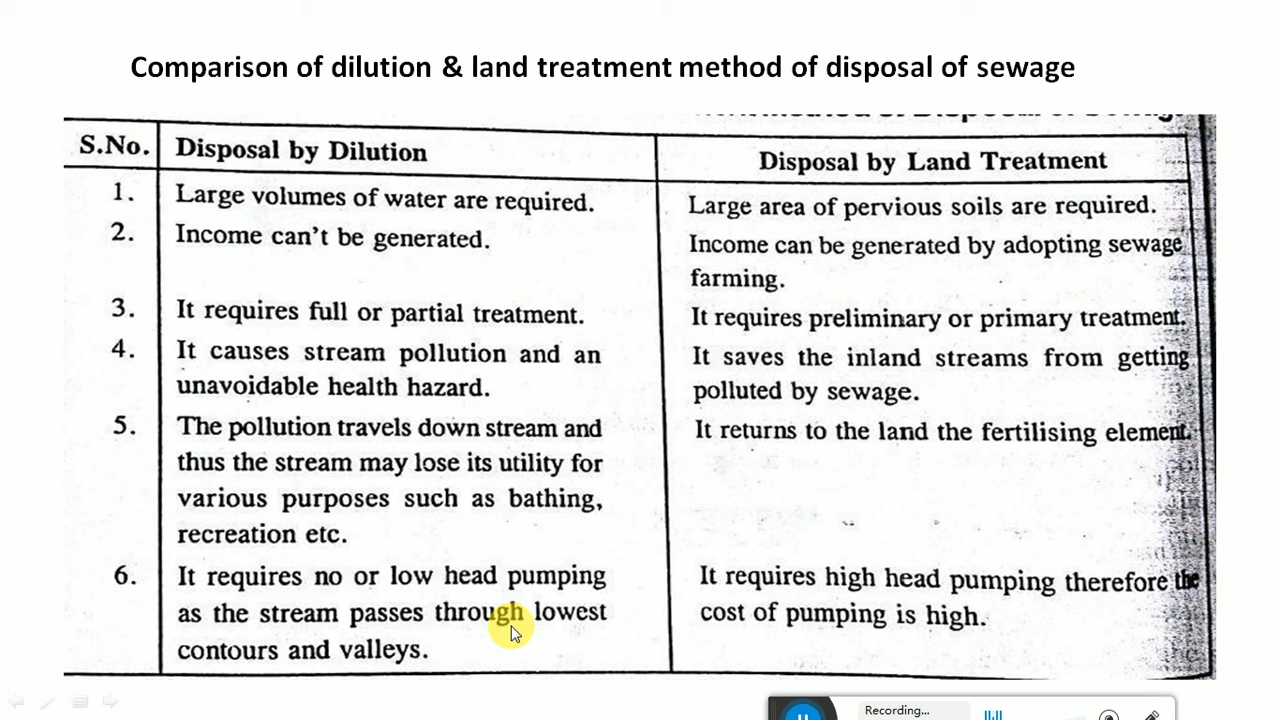 Comparison of dilution & land treatment method of disposal of sewage
S.No. Disposal by Dilution Disposal by Land Treatment
1. Large volumes of water are required. Large area of pervious soils are required.
2. Income can't be generated. Income can be generated by adopting sewage
farming.
3. It requires full or partial treatment. It requires preliminary or primary treatment.
4. It causes stream pollution and an It saves the inland streams from getting
unavoidable health hazard. polluted by sewage.
5. The pollution travels down stream and It returns to the land the fertilising element.
thus the stream may lose its utility for
various purposes such as bathing,
recreation etc.
6. It requires no or low head pumping It requires high head pumping therefore the
as the stream passes through lowest cost of pumping is high.
contours and valleys.
Recording...